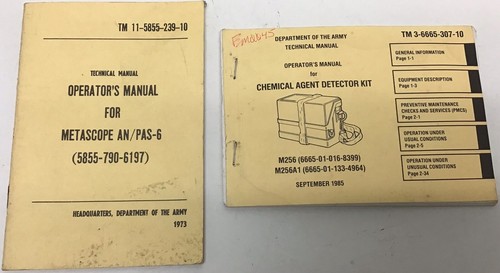 TM 11-5855-239-10
TECHNICAL MANUAL
OPERATOR'S MANUAL
FOR
METASCOPE AN/PAS-6
(5855-790-6197)
HEADQUARTERS, DEPARTMENT OF THE ARMY
1973
DEPARTMENT OF THE ARMY
TECHNICAL MANUAL
TM 3-6665-307-10
OPERATOR'S MANUAL
for
CHEMICAL AGENT DETECTOR KIT
M256 (6665-01-016-8399)
M256A1 (6665-01-133-4964)
SEPTEMBER 1985
GENERAL INFORMATION
Page 1-1
EQUIPMENT DESCRIPTION
Page 1-3
PREVENTIVE MAINTENANCE
CHECKS AND SERVICES (PMCS)
Page 2-1
OPERATION UNDER
USUAL CONDITIONS
Page 2-5
OPERATION UNDER
UNUSUAL CONDITIONS
Page 2-34